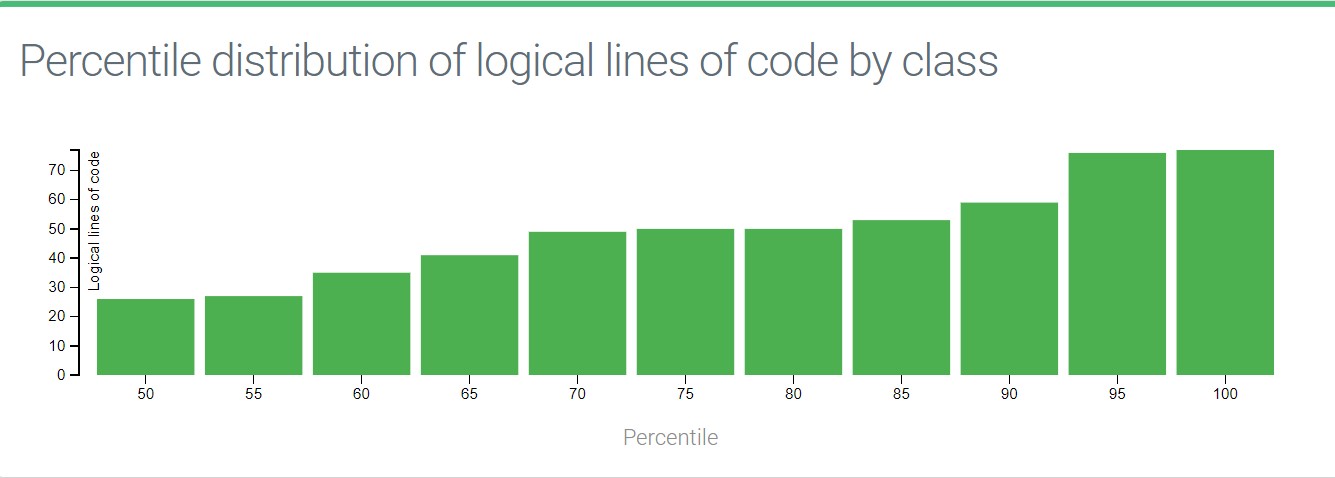 Percentile distribution of logical lines of code by class
Logical lines of code
70
60
50
40
30
20
10
0
50 55 60 65 70 75 80 85 90 95 100
Percentile